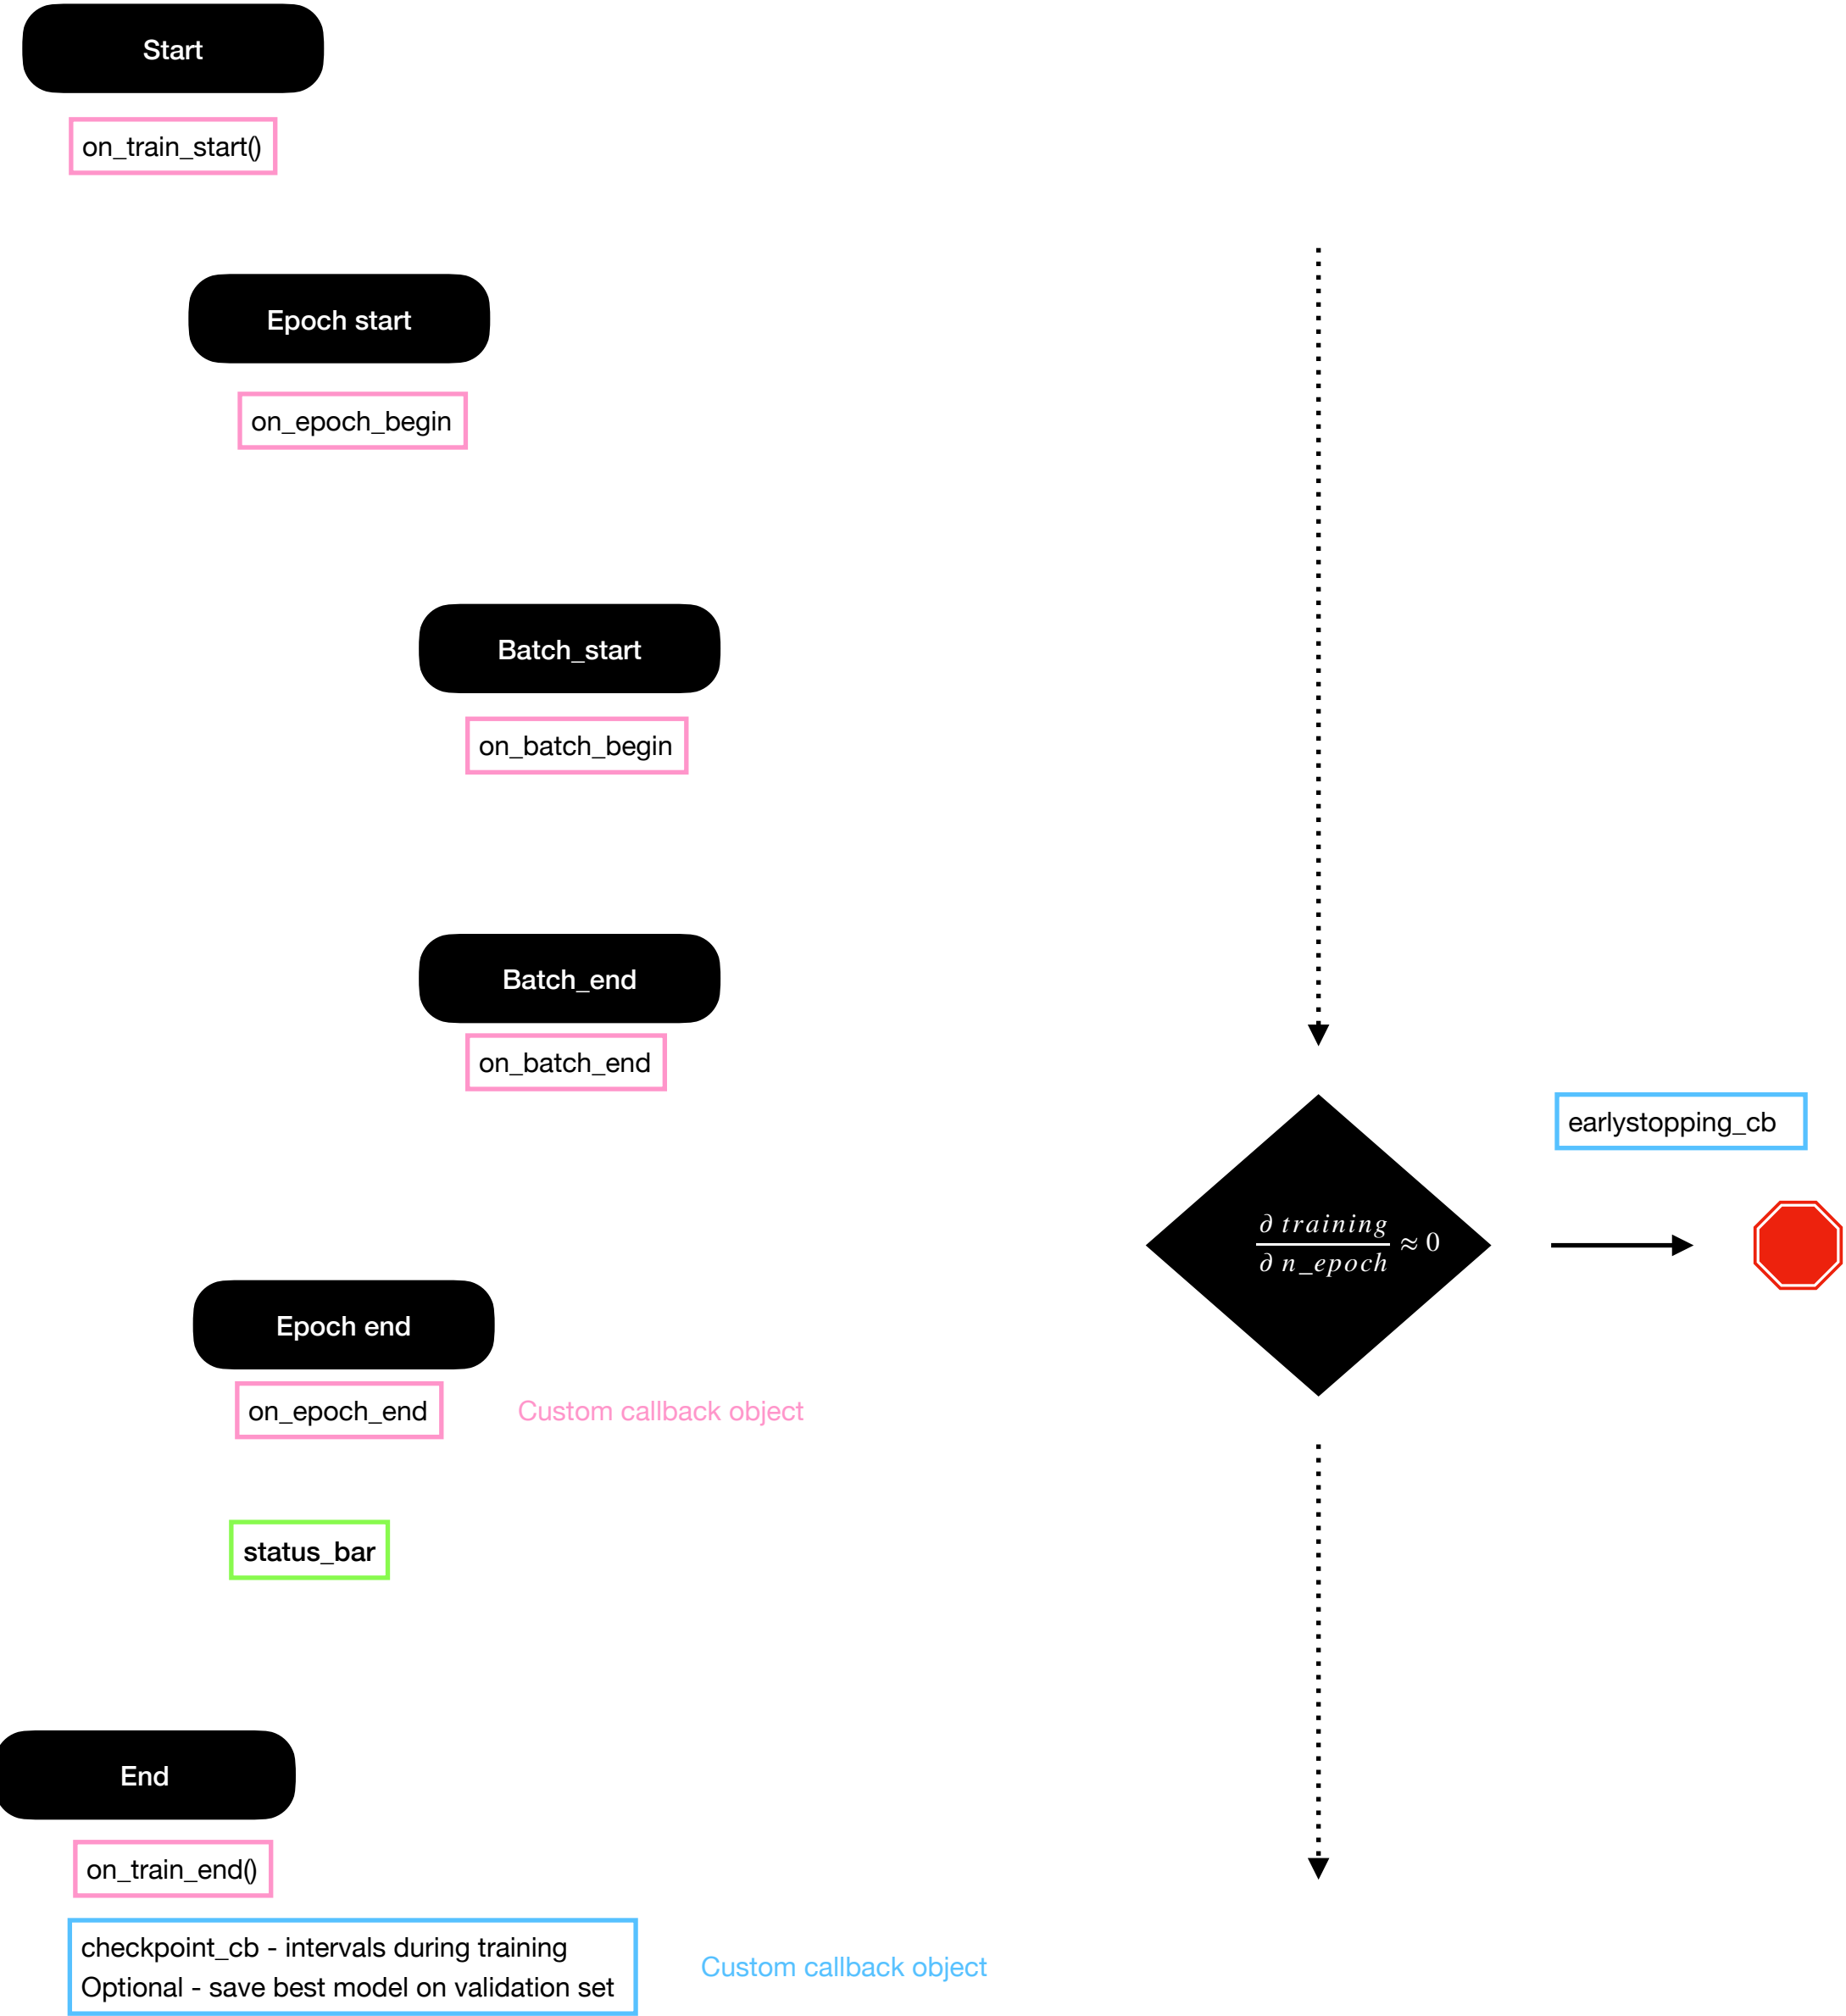 Start
on_train_start()
Epoch start
on_epoch_begin
Batch_start
on_batch_begin
Batch_end
on_batch_end
earlystopping_cb
∂ training
∂ n_epoch
≈ 0
Epoch end
on_epoch_end
Custom callback object
status_bar
End
on_train_end()
checkpoint_cb - intervals during training
Optional - save best model on validation set
Custom callback object